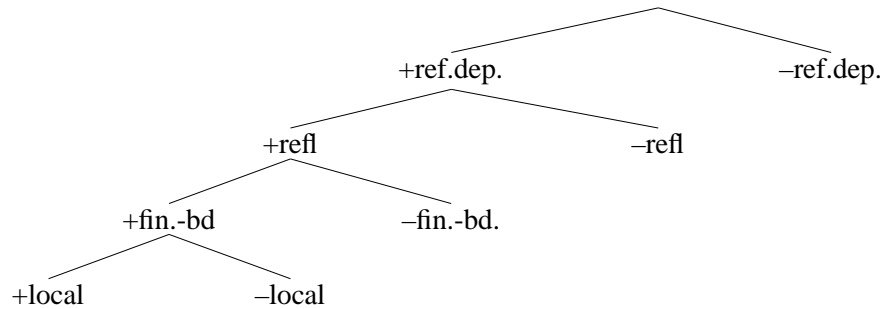 +ref.dep. –ref.dep.
+refl –refl
+fin.-bd –fin.-bd.
+local –local